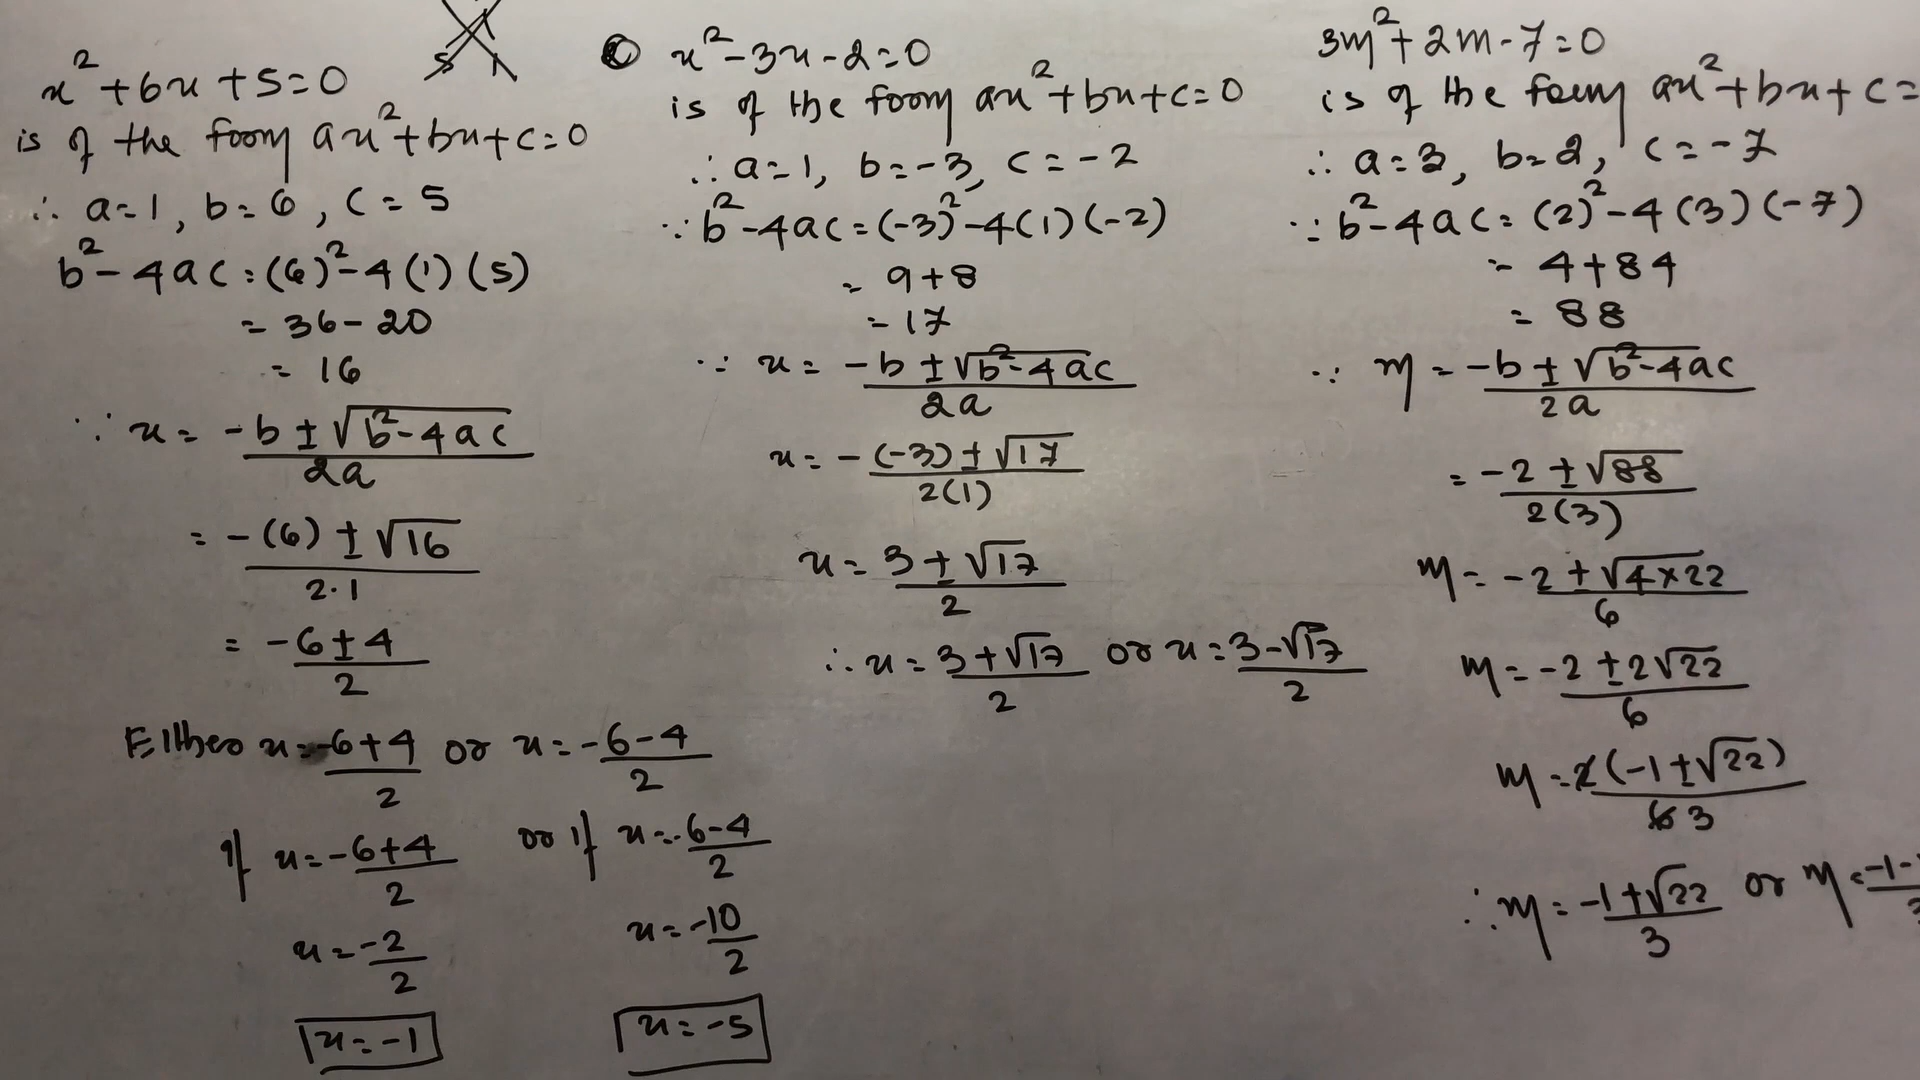 x²+6x+5=0
is of the form ax²+bx+c=0
∴ a=1, b=6, c=5
b²-4ac=(6)²-4(1)(5)
= 36-20
= 16
∵ x = (-b±√(b²-4ac))/2a
= (-(6)±√16)/2·1
= (-6±4)/2
Either x=(-6+4)/2 or x=(-6-4)/2
If x=(-6+4)/2 or if x=(-6-4)/2
x=-2/2
x=-10/2
x=-1
x=-5
5 1
x²-3x-2=0
is of the form ax²+bx+c=0
∴ a=1, b=-3, c=-2
∵ b²-4ac=(-3)²-4(1)(-2)
= 9+8
= 17
∵ x = (-b±√(b²-4ac))/2a
x = (-(-3)±√17)/2(1)
x = (3±√17)/2
∴ x = (3+√17)/2 or x=(3-√17)/2
3m²+2m-7=0
is of the form ax²+bx+c=
∴ a=3, b=2, c=-7
∵ b²-4ac=(2)²-4(3)(-7)
= 4+84
= 88
∵ m = (-b±√(b²-4ac))/2a
= (-2±√88)/2(3)
m = (-2±√(4×22))/6
m = (-2±2√22)/6
m = 2(-1±√22)/6 3
∴ m = (-1+√22)/3 or m = -1-